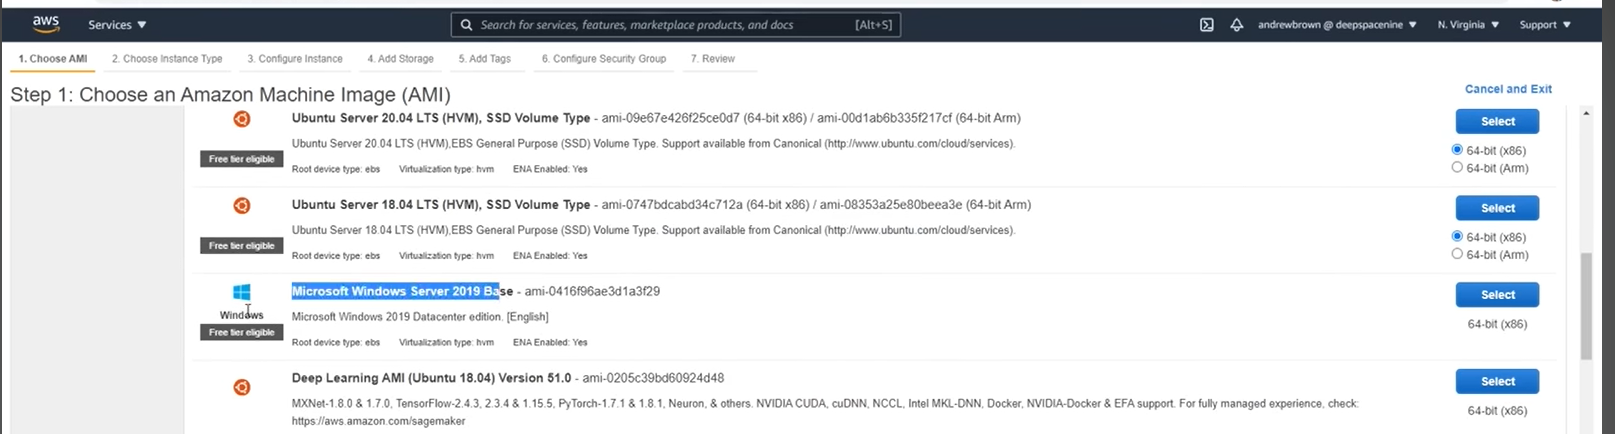 aws Services Search for services, features, marketplace products, and docs [Alt+S] andrewbrown @ deepspacenine N. Virginia Support
1. Choose AMI 2. Choose Instance Type 3. Configure Instance 4. Add Storage 5. Add Tags 6. Configure Security Group 7. Review
Step 1: Choose an Amazon Machine Image (AMI) Cancel and Exit
Ubuntu Server 20.04 LTS (HVM), SSD Volume Type - ami-09e67e426f25ce0d7 (64-bit x86) / ami-00d1ab6b335f217cf (64-bit Arm) Select
Ubuntu Server 20.04 LTS (HVM),EBS General Purpose (SSD) Volume Type. Support available from Canonical (http://www.ubuntu.com/cloud/services). 64-bit (x86)
Free tier eligible
Root device type: ebs Virtualization type: hvm ENA Enabled: Yes 64-bit (Arm)
Ubuntu Server 18.04 LTS (HVM), SSD Volume Type - ami-0747bdcabd34c712a (64-bit x86) / ami-08353a25e80beea3e (64-bit Arm) Select
Ubuntu Server 18.04 LTS (HVM),EBS General Purpose (SSD) Volume Type. Support available from Canonical (http://www.ubuntu.com/cloud/services). 64-bit (x86)
Free tier eligible
Root device type: ebs Virtualization type: hvm ENA Enabled: Yes 64-bit (Arm)
Microsoft Windows Server 2019 Base - ami-0416f96ae3d1a3f29 Select
Windows Microsoft Windows 2019 Datacenter edition. [English] 64-bit (x86)
Free tier eligible
Root device type: ebs Virtualization type: hvm ENA Enabled: Yes
Deep Learning AMI (Ubuntu 18.04) Version 51.0 - ami-0205c39bd60924d48 Select
MXNet-1.8.0 & 1.7.0, TensorFlow-2.4.3, 2.3.4 & 1.15.5, PyTorch-1.7.1 & 1.8.1, Neuron, & others. NVIDIA CUDA, cuDNN, NCCL, Intel MKL-DNN, Docker, NVIDIA-Docker & EFA support. For fully managed experience, check: 64-bit (x86)
https://aws.amazon.com/sagemaker